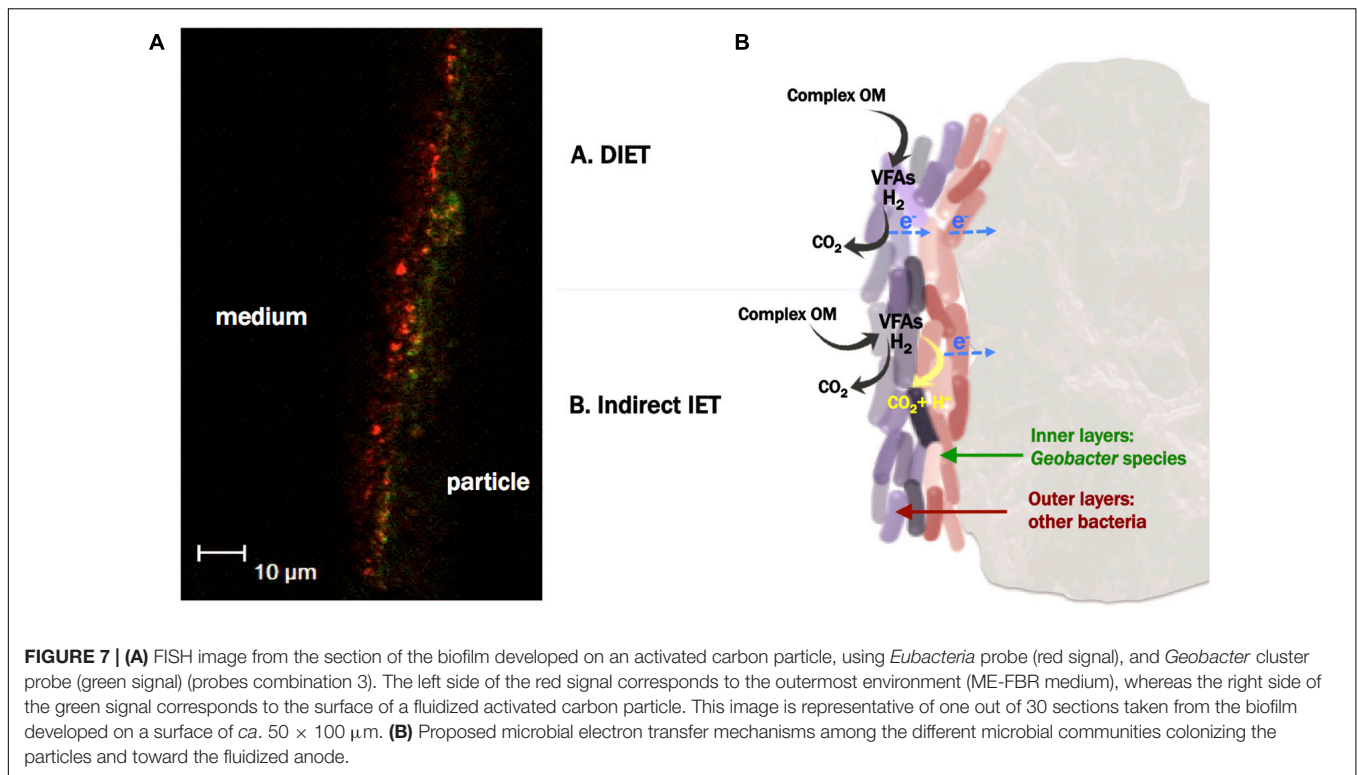 A
B
medium
particle
10 µm
A. DIET
B. Indirect IET
Complex OM
VFAs
H₂
e⁻
e⁻
CO₂
Complex OM
VFAs
H₂
e⁻
CO₂
CO₂+ H⁺
Inner layers:
Geobacter species
Outer layers:
other bacteria
FIGURE 7 | (A) FISH image from the section of the biofilm developed on an activated carbon particle, using Eubacteria probe (red signal), and Geobacter cluster
probe (green signal) (probes combination 3). The left side of the red signal corresponds to the outermost environment (ME-FBR medium), whereas the right side of
the green signal corresponds to the surface of a fluidized activated carbon particle. This image is representative of one out of 30 sections taken from the biofilm
developed on a surface of ca. 50 × 100 µm. (B) Proposed microbial electron transfer mechanisms among the different microbial communities colonizing the
particles and toward the fluidized anode.